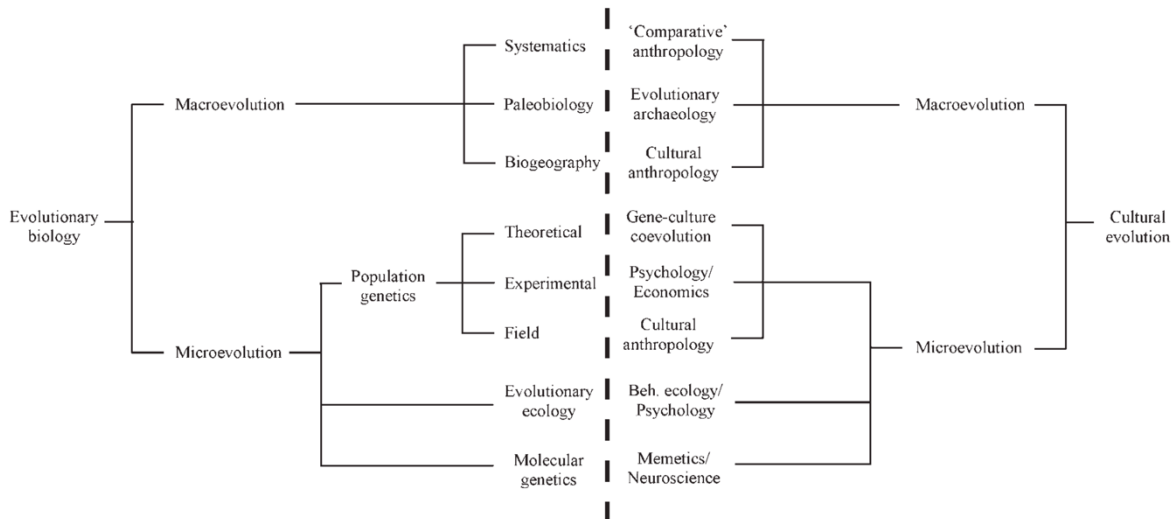 Systematics
'Comparative'
anthropology
Macroevolution
Paleobiology
Evolutionary
archaeology
Macroevolution
Biogeography
Cultural
anthropology
Evolutionary
biology
Theoretical
Gene-culture
coevolution
Cultural
evolution
Population
genetics
Experimental
Psychology/
Economics
Field
Cultural
anthropology
Microevolution
Microevolution
Evolutionary
ecology
Beh. ecology/
Psychology
Molecular
genetics
Memetics/
Neuroscience